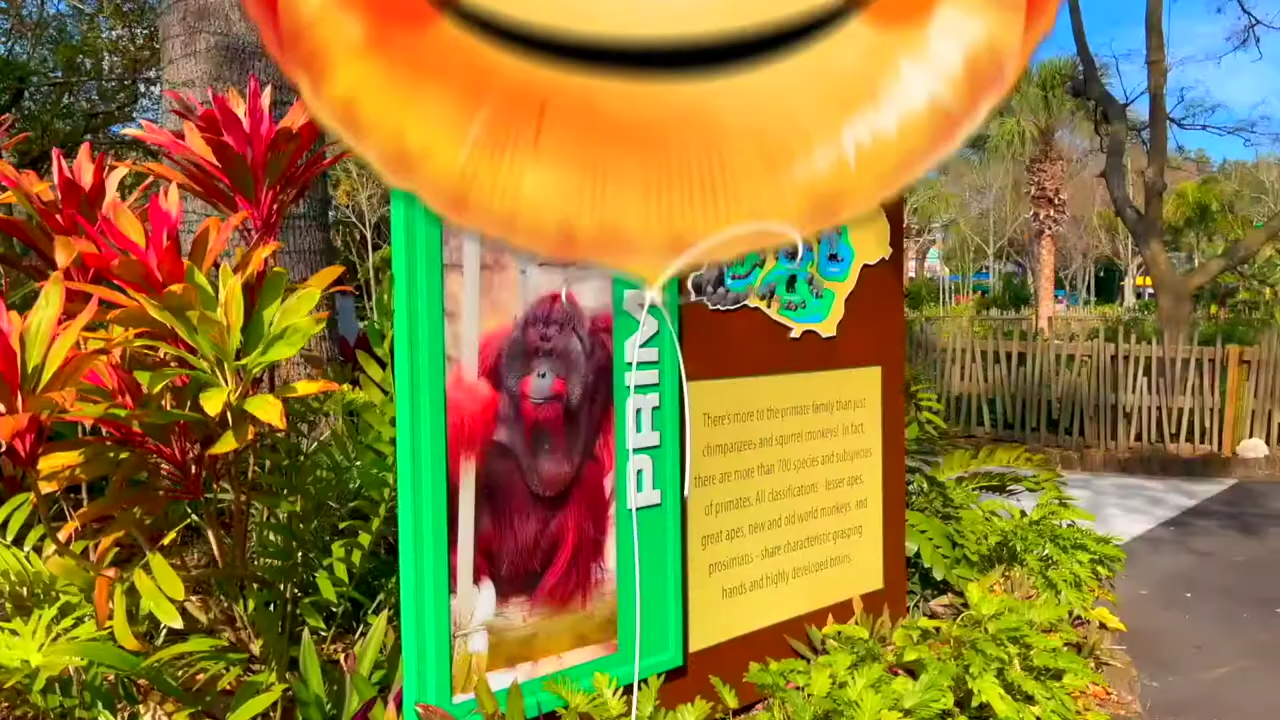 PRIM
There's more to the primate family than just
chimpanzees and squirrel monkeys! In fact,
there are more than 700 species and subspecies
of primates. All classifications - lesser apes,
great apes, new and old world monkeys, and
prosimians - share characteristic grasping
hands and highly developed brains.